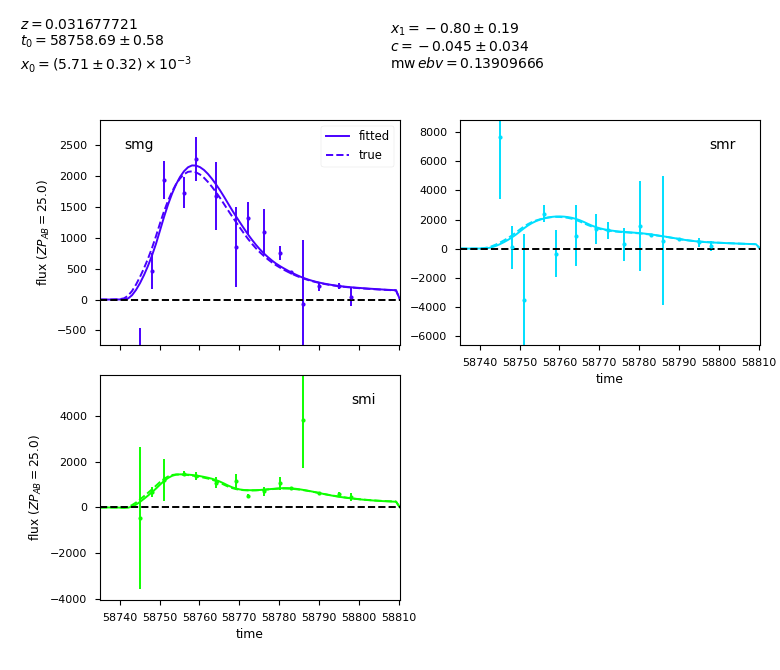 z = 0.031677721
t₀ = 58758.69 ± 0.58
x₀ = (5.71 ± 0.32) × 10⁻³
x₁ = −0.80 ± 0.19
c = −0.045 ± 0.034
mw ebv = 0.13909666
smg
fitted
true
flux (ZP_AB = 25.0)
2500
2000
1500
1000
500
0
−500
smr
8000
6000
4000
2000
0
−2000
−4000
−6000
58740 58750 58760 58770 58780 58790 58800 58810
time
smi
flux (ZP_AB = 25.0)
4000
2000
0
−2000
−4000
58740 58750 58760 58770 58780 58790 58800 58810
time